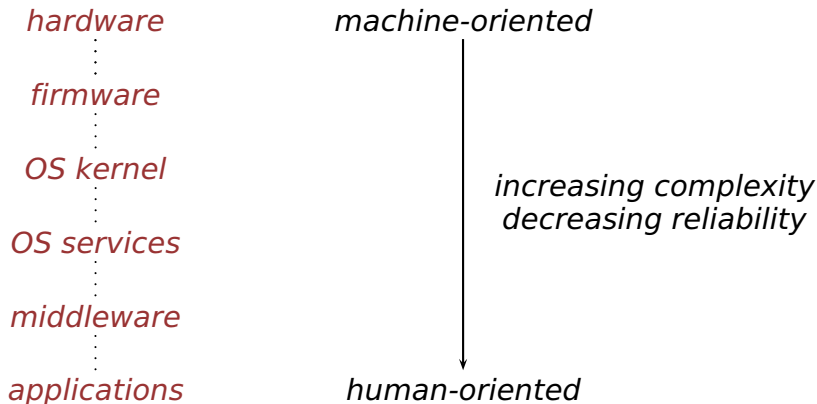 hardware
machine-oriented
firmware
OS kernel
increasing complexity
decreasing reliability
OS services
middleware
applications
human-oriented